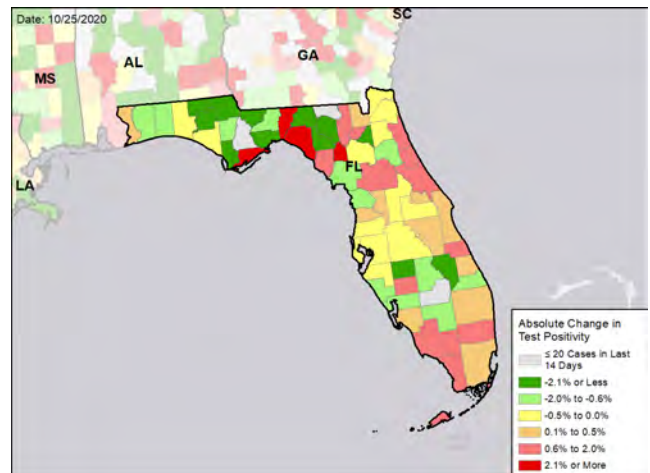 Date: 10/25/2020
SC
GA
AL
MS
LA
FL
Absolute Change in
Test Positivity
≤ 20 Cases in Last
14 Days
-2.1% or Less
-2.0% to -0.6%
-0.5% to 0.0%
0.1% to 0.5%
0.6% to 2.0%
2.1% or More